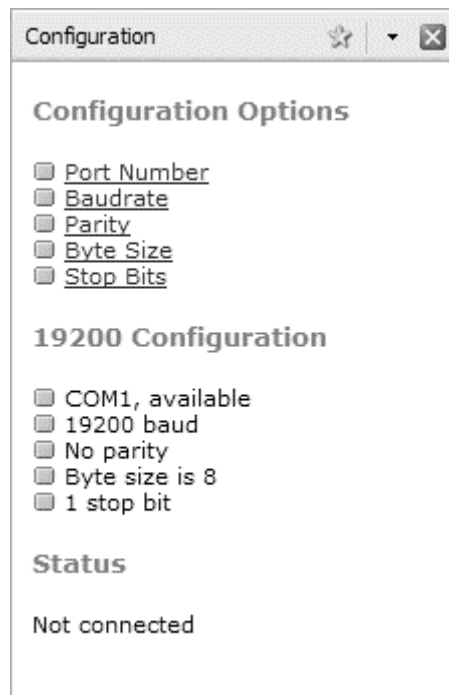 Configuration
Configuration Options
Port Number
Baudrate
Parity
Byte Size
Stop Bits
19200 Configuration
COM1, available
19200 baud
No parity
Byte size is 8
1 stop bit
Status
Not connected